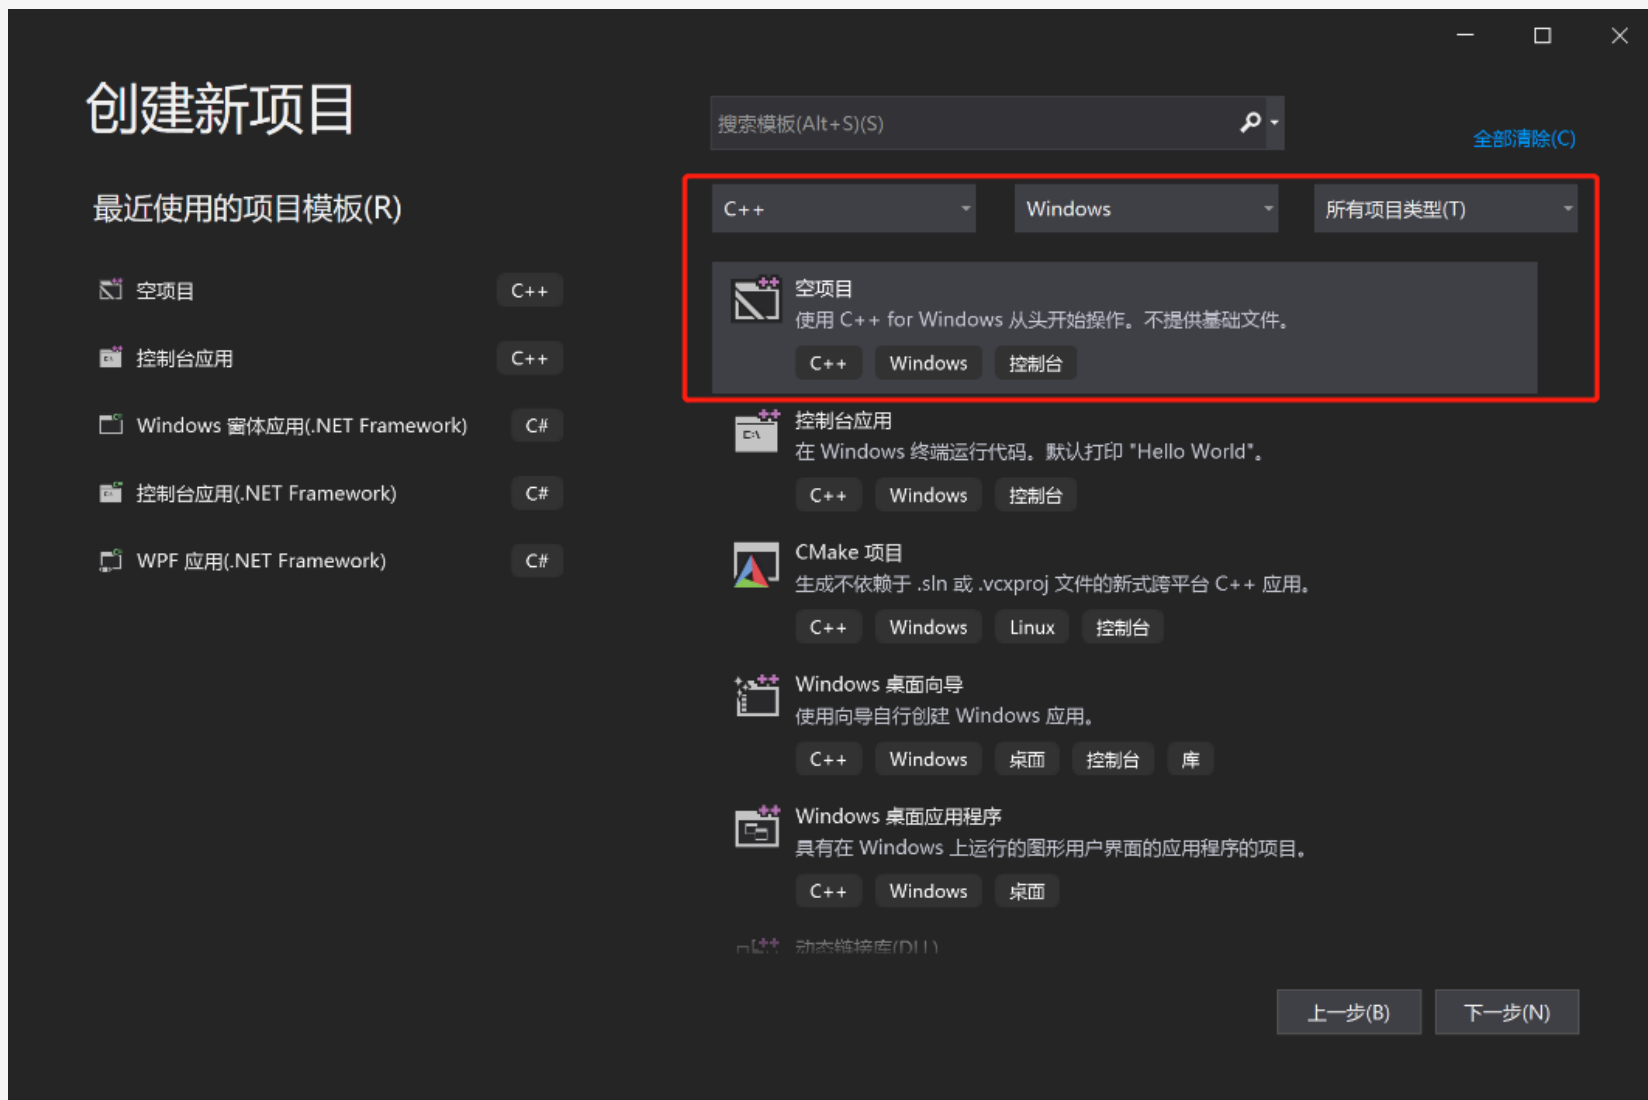 创建新项目
搜索模板(Alt+S)(S)
全部清除(C)
最近使用的项目模板(R)
空项目 C++
控制台应用 C++
Windows 窗体应用(.NET Framework) C#
控制台应用(.NET Framework) C#
WPF 应用(.NET Framework) C#
C++ Windows 所有项目类型(T)
空项目
使用 C++ for Windows 从头开始操作。不提供基础文件。
C++ Windows 控制台
控制台应用
在 Windows 终端运行代码。默认打印 "Hello World"。
C++ Windows 控制台
CMake 项目
生成不依赖于 .sln 或 .vcxproj 文件的新式跨平台 C++ 应用。
C++ Windows Linux 控制台
Windows 桌面向导
使用向导自行创建 Windows 应用。
C++ Windows 桌面 控制台 库
Windows 桌面应用程序
具有在 Windows 上运行的图形用户界面的应用程序的项目。
C++ Windows 桌面
动态链接库(DLL)
上一步(B) 下一步(N)